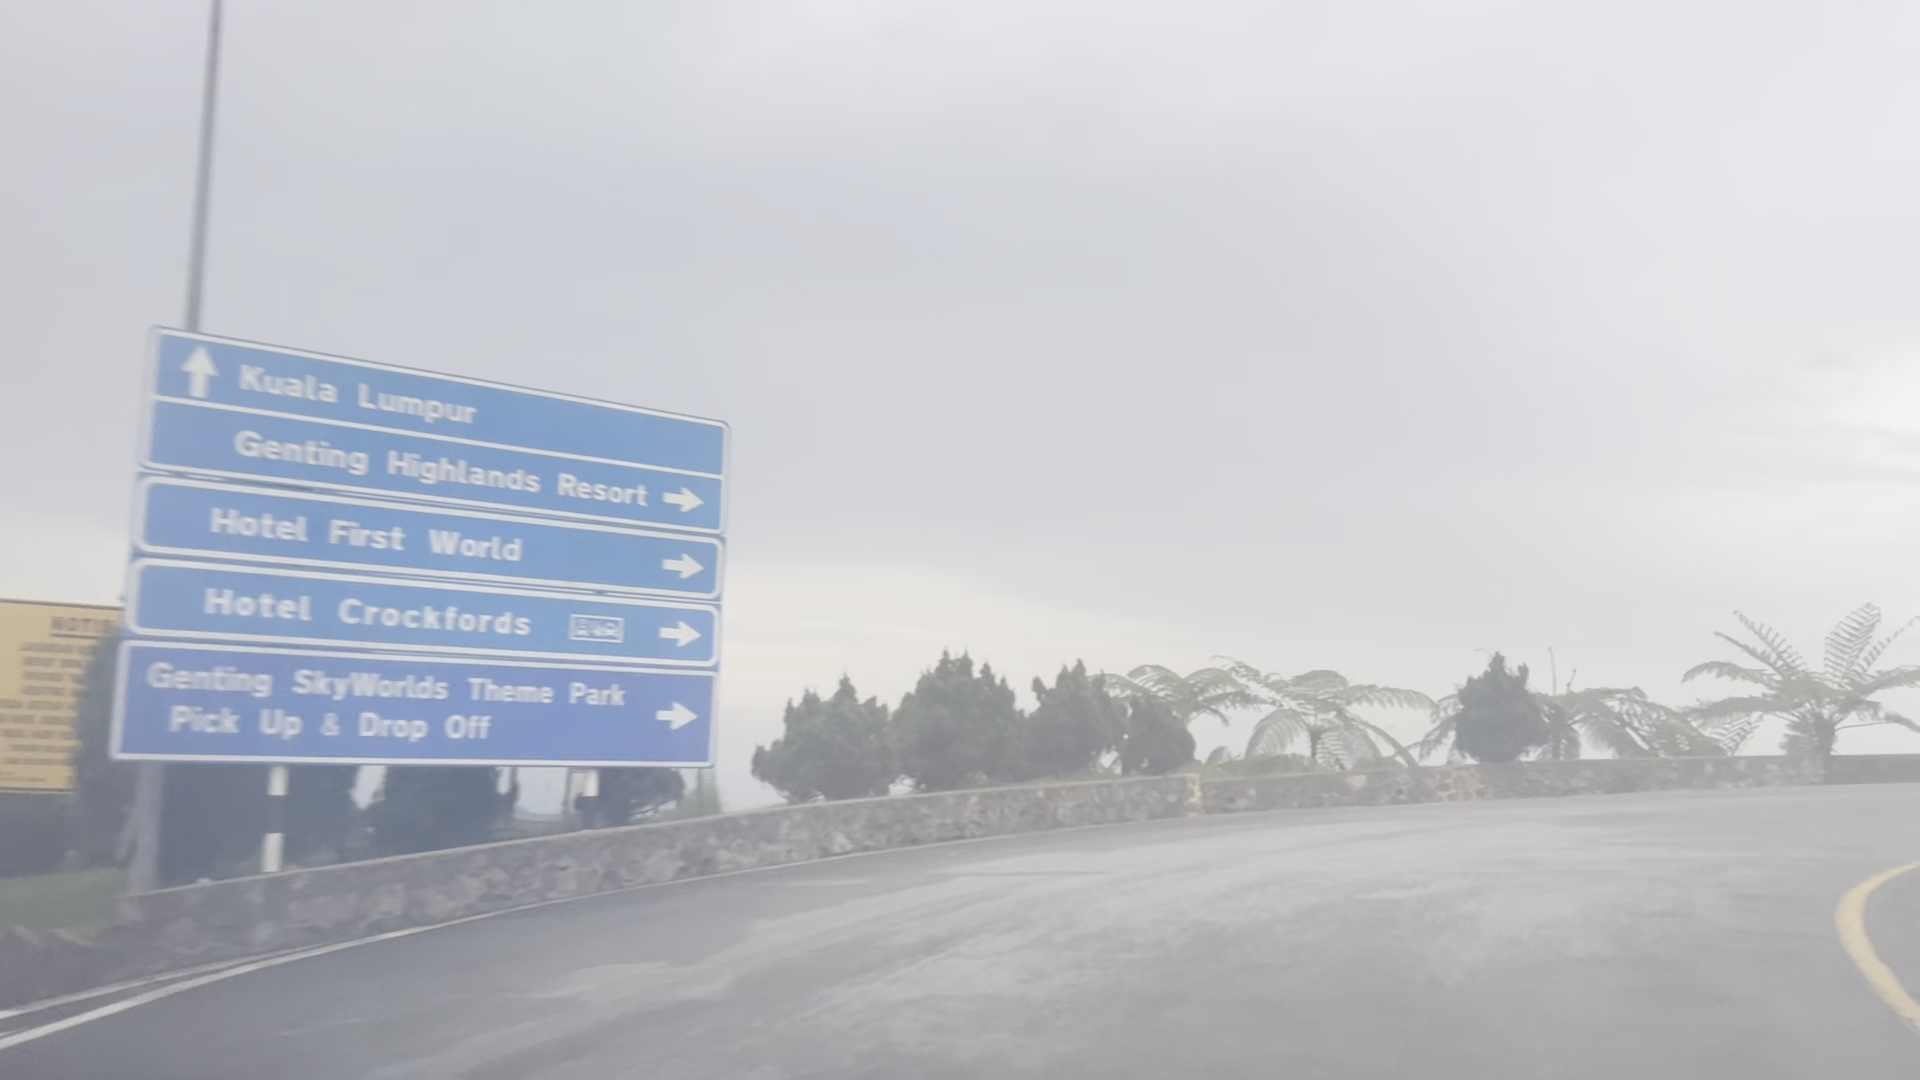 Kuala Lumpur
Genting Highlands Resort
Hotel First World
Hotel Crockfords
Genting SkyWorlds Theme Park
Pick Up & Drop Off